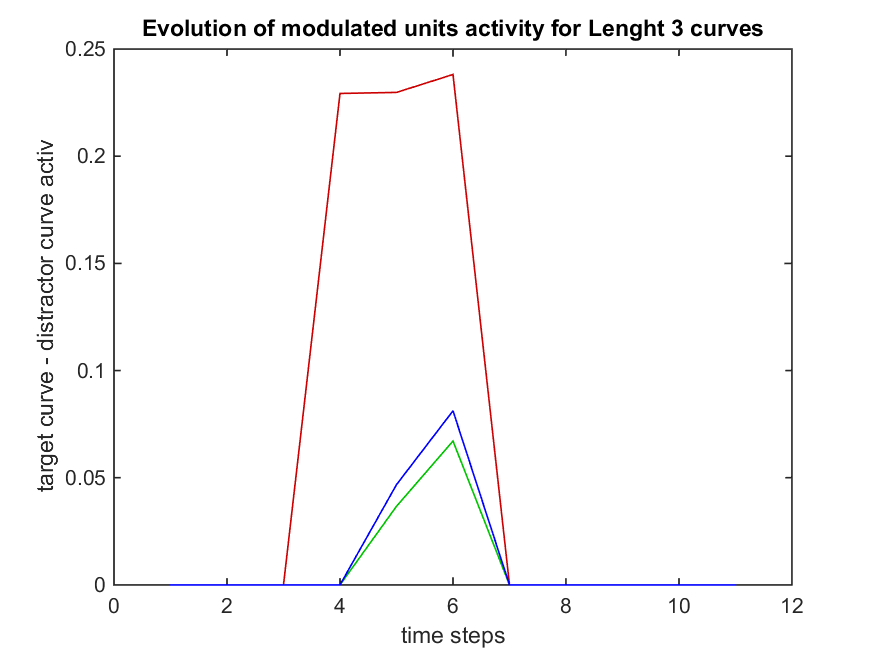 Evolution of modulated units activity for Lenght 3 curves
0.25
0.2
0.15
0.1
0.05
0
target curve - distractor curve activ
0 2 4 6 8 10 12
time steps